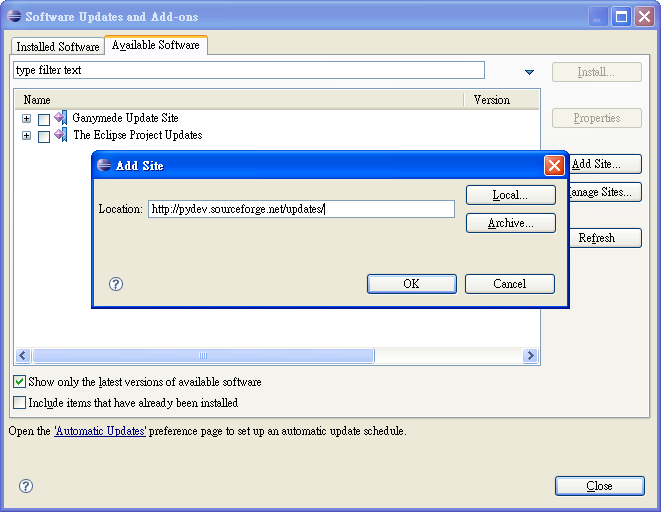 Software Updates and Add-ons
Installed Software
Available Software
type filter text
Install...
Name
Version
Ganymede Update Site
Properties
The Eclipse Project Updates
Add Site
Add Site...
Local...
Manage Sites...
Location:
http://pydev.sourceforge.net/updates/
Archive...
Refresh
OK
Cancel
Show only the latest versions of available software
Include items that have already been installed
Open the 'Automatic Updates' preference page to set up an automatic update schedule.
Close